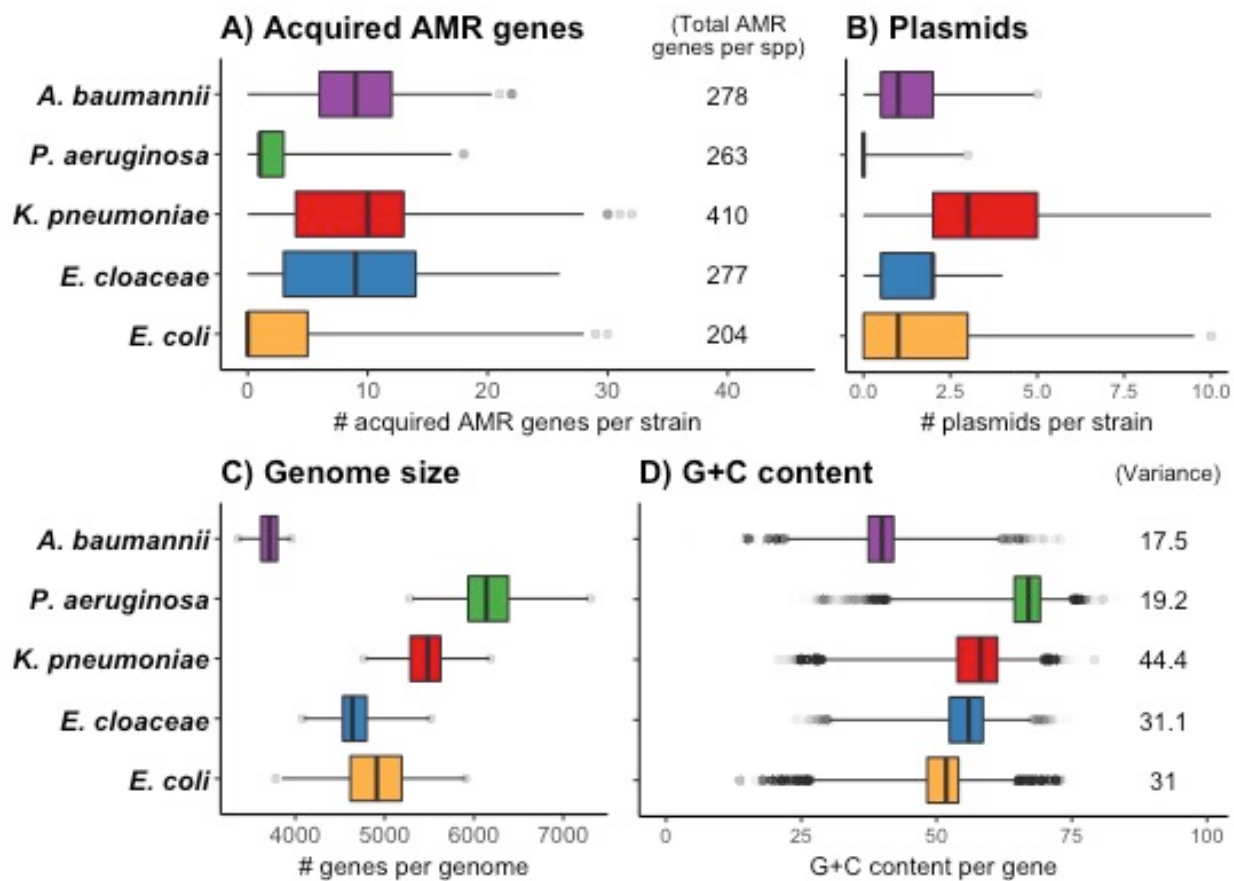 A) Acquired AMR genes
(Total AMR
genes per spp)
B) Plasmids
A. baumannii
278
P. aeruginosa
263
K. pneumoniae
410
E. cloaceae
277
E. coli
204
0 10 20 30 40
0.0 2.5 5.0 7.5 10.0
# acquired AMR genes per strain
# plasmids per strain
C) Genome size
D) G+C content
(Variance)
A. baumannii
17.5
P. aeruginosa
19.2
K. pneumoniae
44.4
E. cloaceae
31.1
E. coli
31
4000 5000 6000 7000
0 25 50 75 100
# genes per genome
G+C content per gene